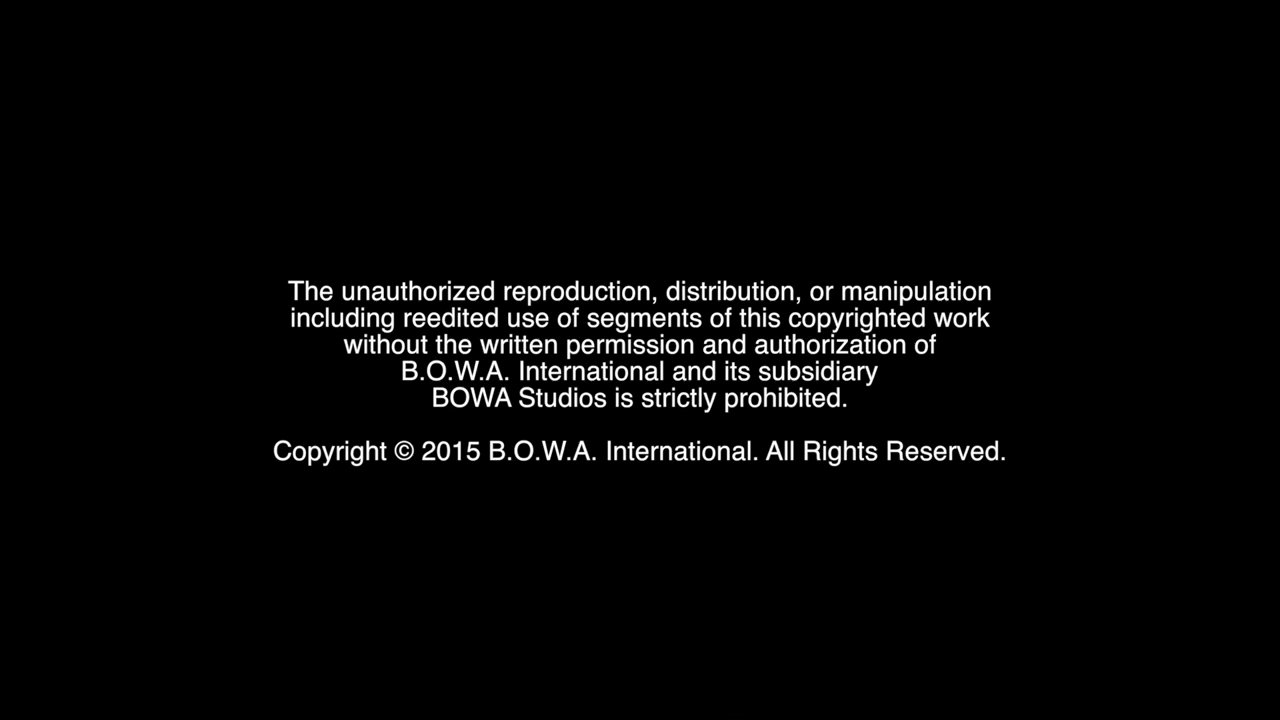 The unauthorized reproduction, distribution, or manipulation
including reedited use of segments of this copyrighted work
without the written permission and authorization of
B.O.W.A. International and its subsidiary
BOWA Studios is strictly prohibited.
Copyright © 2015 B.O.W.A. International. All Rights Reserved.